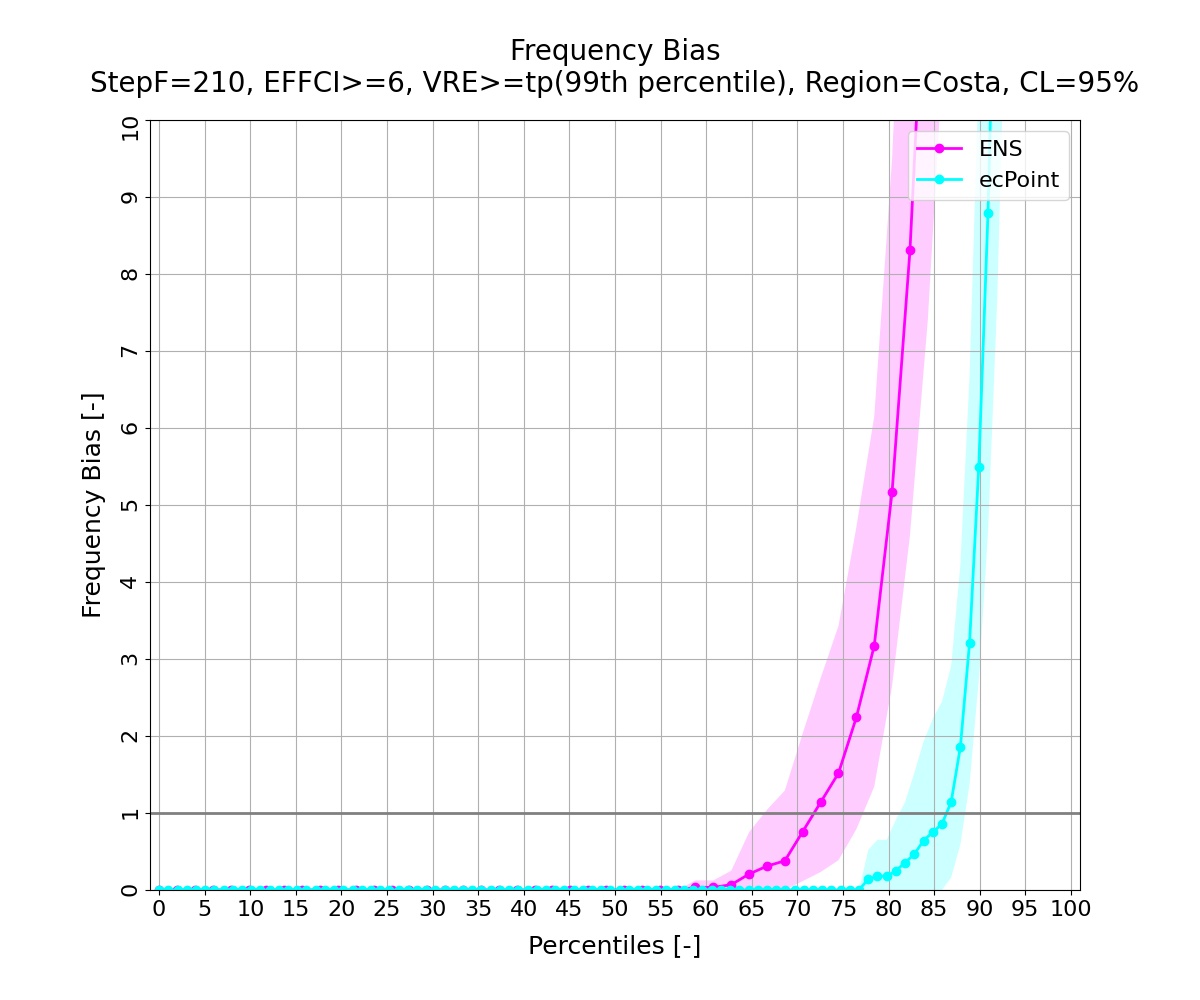 Frequency Bias
StepF=210, EFFCI>=6, VRE>=tp(99th percentile), Region=Costa, CL=95%
ENS
ecPoint
Frequency Bias [-]
10
9
8
7
6
5
4
3
2
1
0
0 5 10 15 20 25 30 35 40 45 50 55 60 65 70 75 80 85 90 95 100
Percentiles [-]